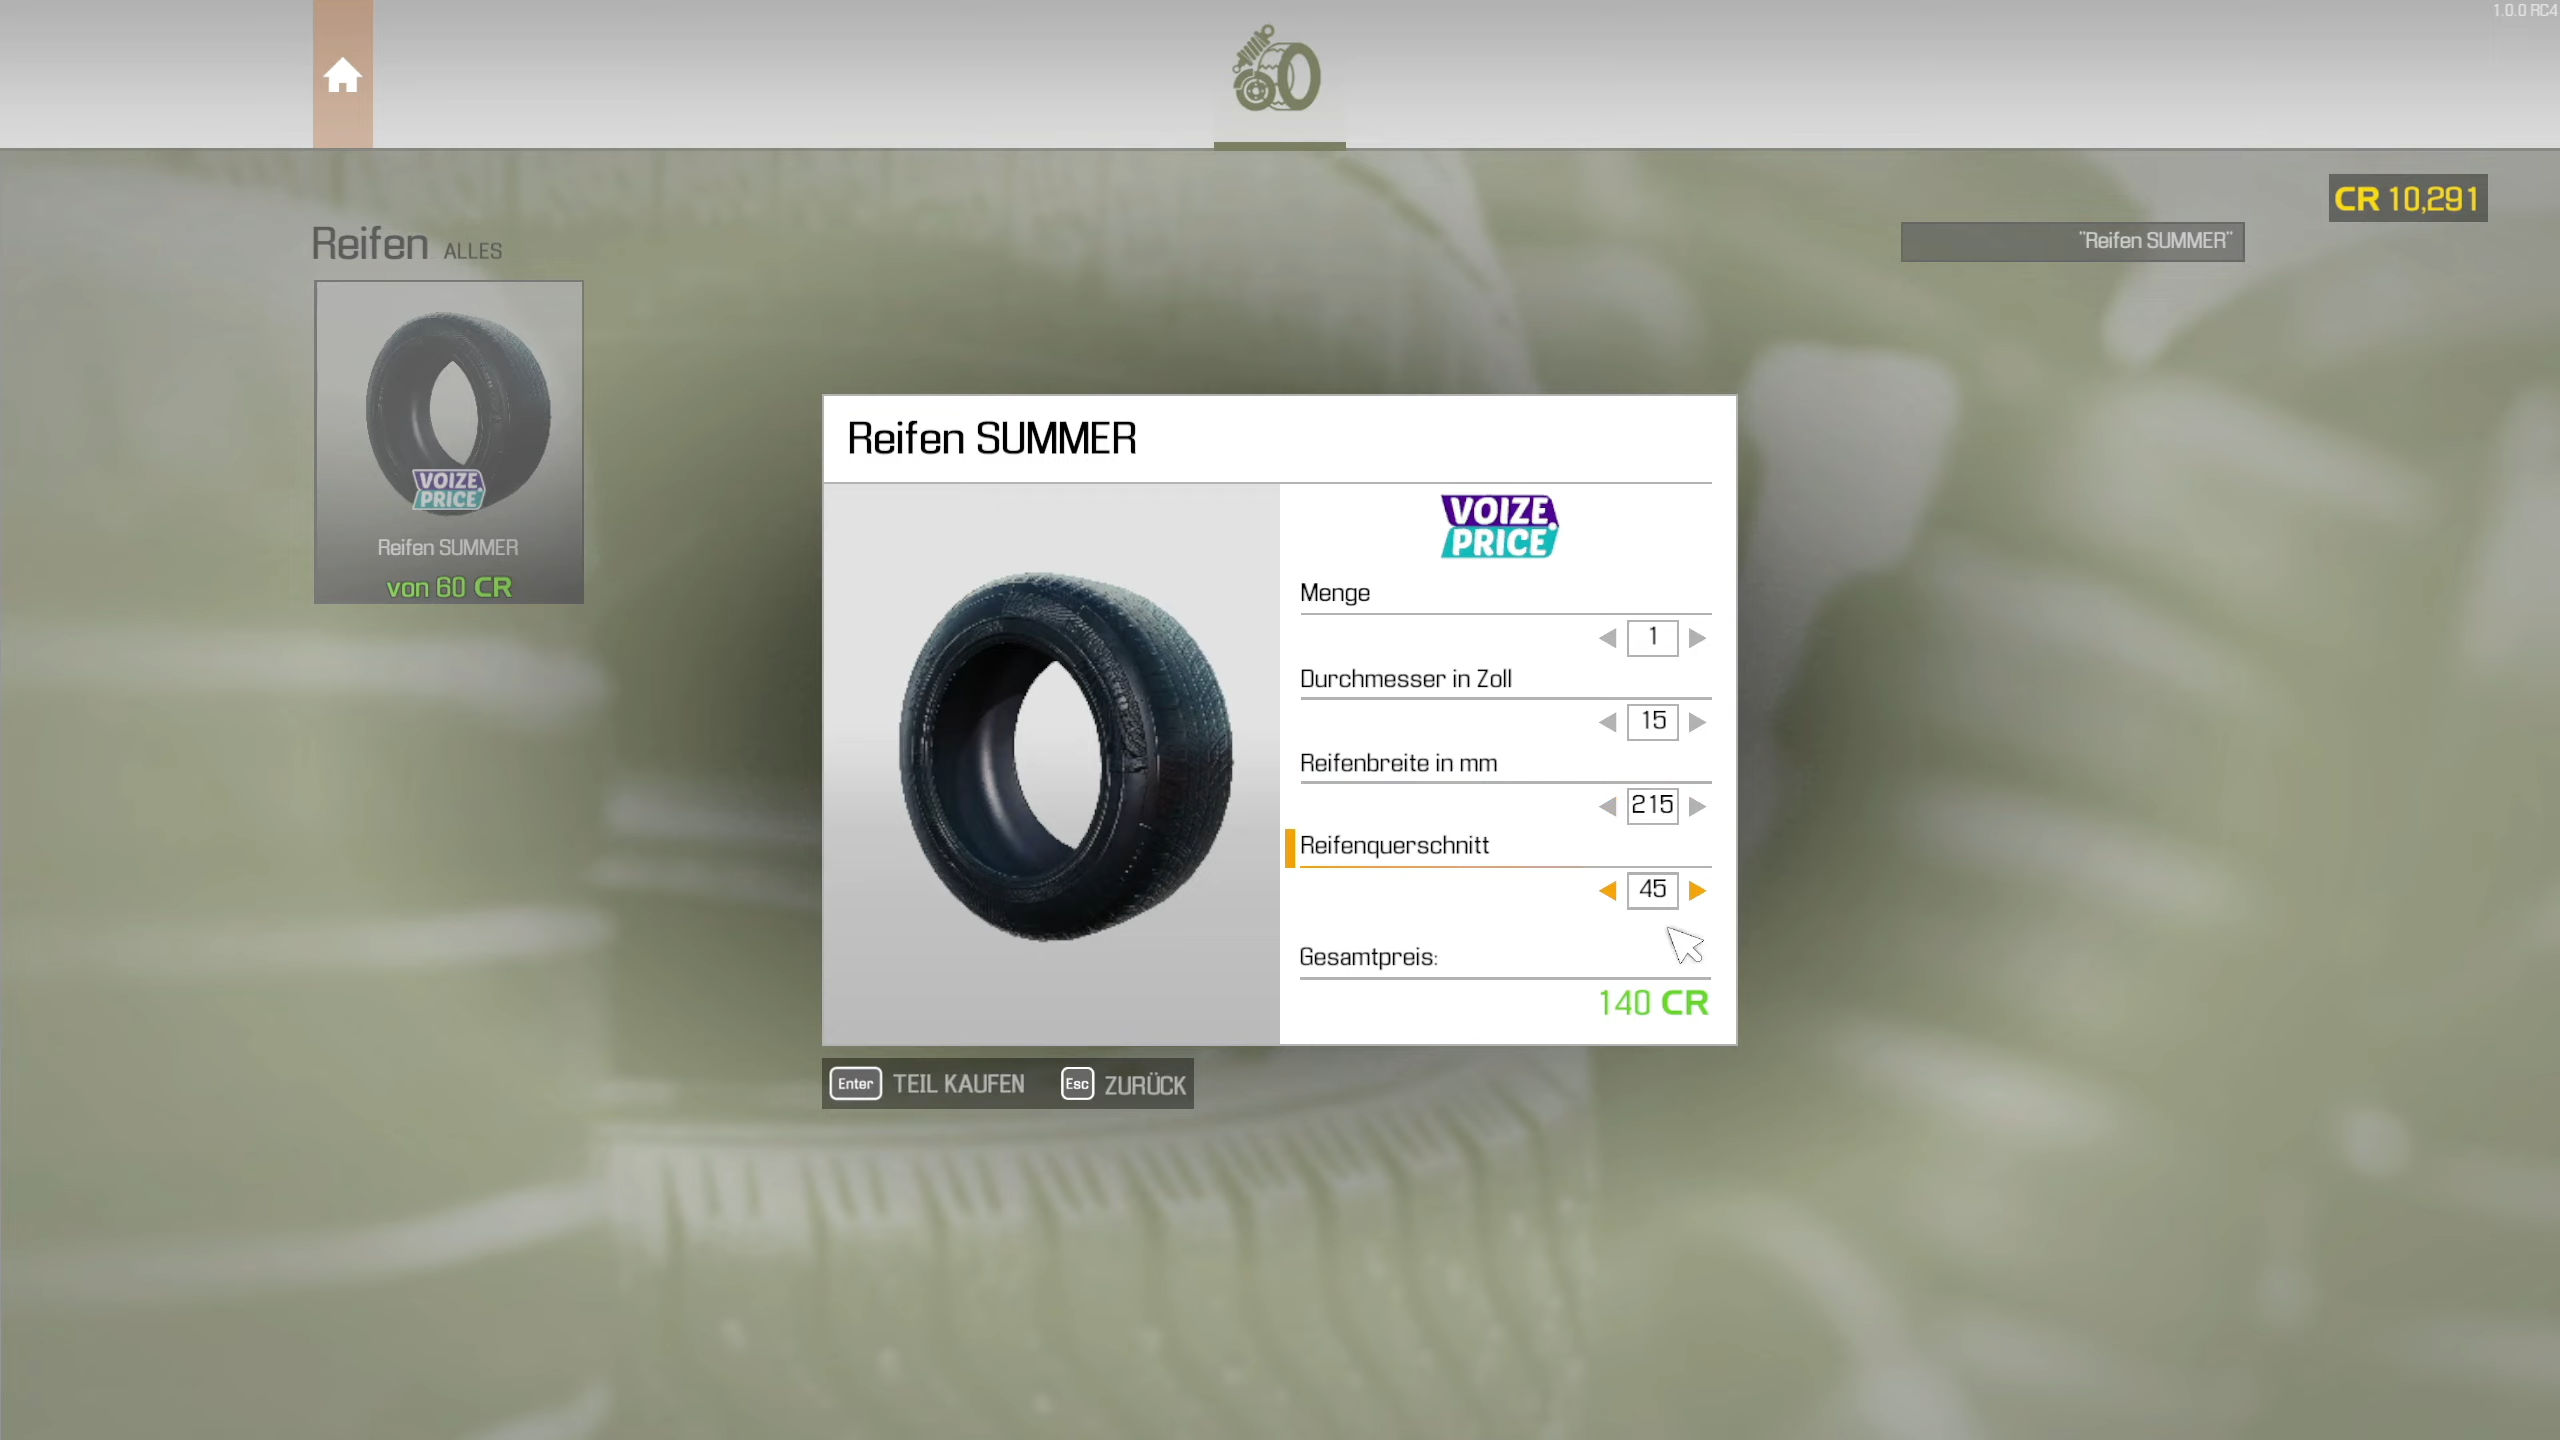 1.0.0 RC4
CR 10,291
Reifen ALLES
"Reifen SUMMER"
VOIZE.
PRICE
Reifen SUMMER
von 60 CR
Reifen SUMMER
VOIZE.
PRICE
Menge
1
Durchmesser in Zoll
15
Reifenbreite in mm
215
Reifenquerschnitt
45
Gesamtpreis:
140 CR
Enter TEIL KAUFEN Esc ZURÜCK